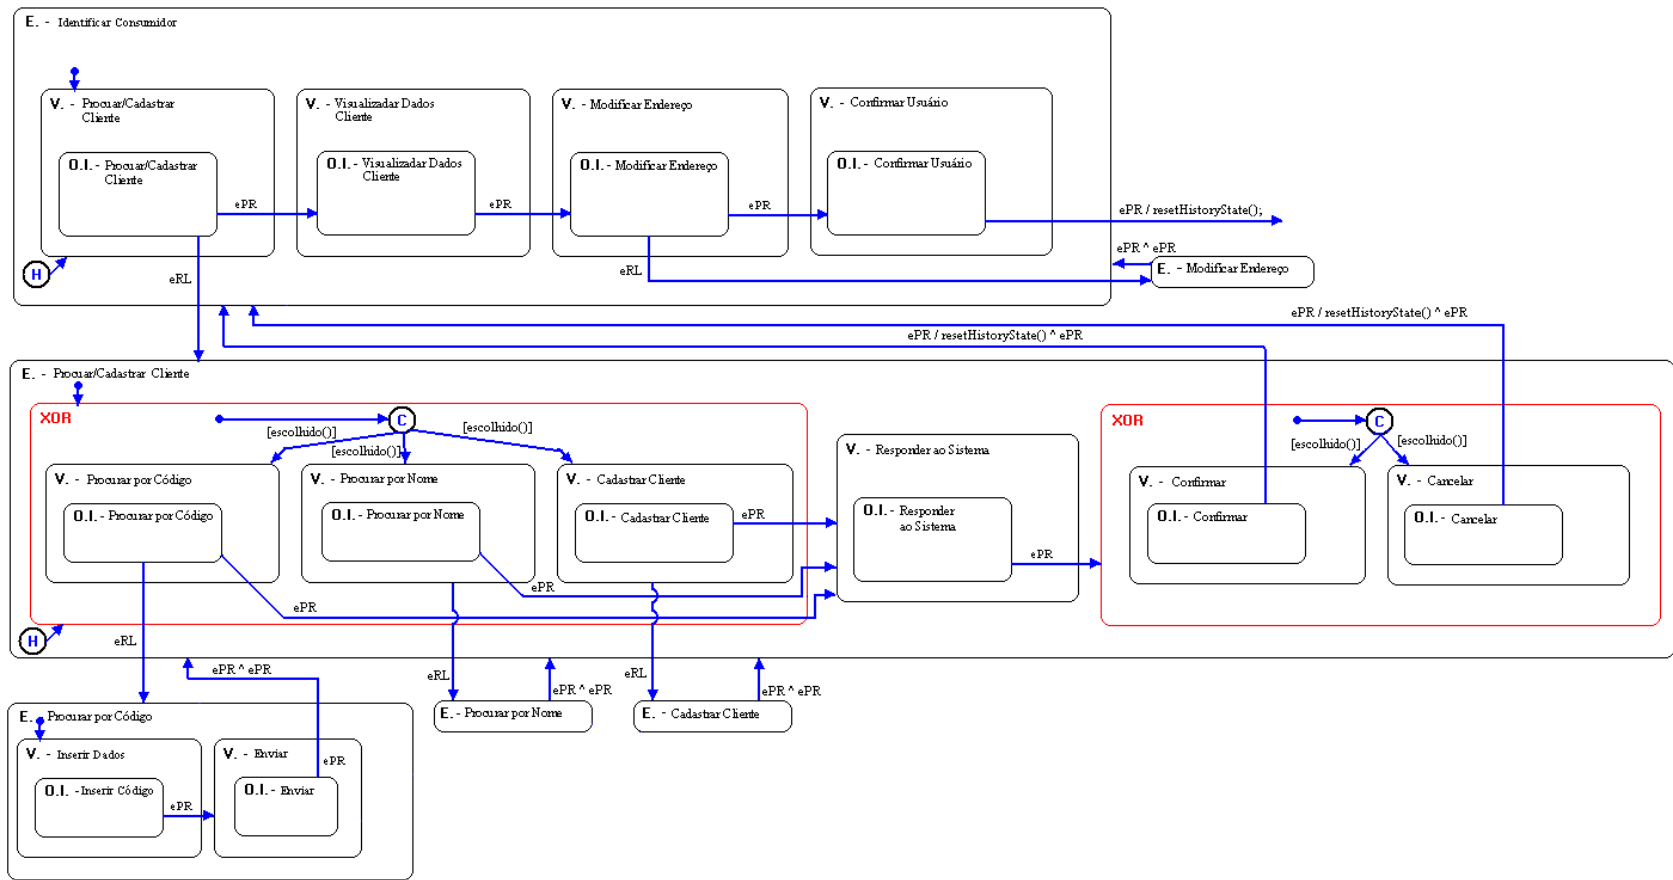 E. - Identificar Consumidor
V. - Procuar/Cadastrar
Cliente
V. - Visualizadar Dados
Cliente
V. - Modificar Endereço
V. - Confirmar Usuário
O.I. - Procuar/Cadastrar
Cliente
O.I. - Visualizadar Dados
Cliente
O.I. - Modificar Endereço
O.I. - Confirmar Usuário
ePR
ePR
ePR
ePR / resetHistoryState();
H
eRL
eRL
ePR ^ ePR
E. - Modificar Endereço
ePR / resetHistoryState() ^ ePR
ePR / resetHistoryState() ^ ePR
E. - Procuar/Cadastrar Cliente
XOR
C
[escolhido()]
[escolhido()]
[escolhido()]
XOR
C
[escolhido()]
[escolhido()]
V. - Procurar por Código
V. - Procurar por Nome
V. - Cadastrar Cliente
V. - Responder ao Sistema
V. - Confirmar
V. - Cancelar
O.I. - Procurar por Código
O.I. - Procurar por Nome
O.I. - Cadastrar Cliente
O.I. - Responder
ao Sistema
O.I. - Confirmar
O.I. - Cancelar
ePR
ePR
ePR
ePR
H
eRL
eRL
eRL
ePR ^ ePR
ePR ^ ePR
ePR ^ ePR
E. - Procurar por Código
E. - Procurar por Nome
E. - Cadastrar Cliente
V. - Inserir Dados
V. - Enviar
ePR
O.I. - Inserir Código
O.I. - Enviar
ePR